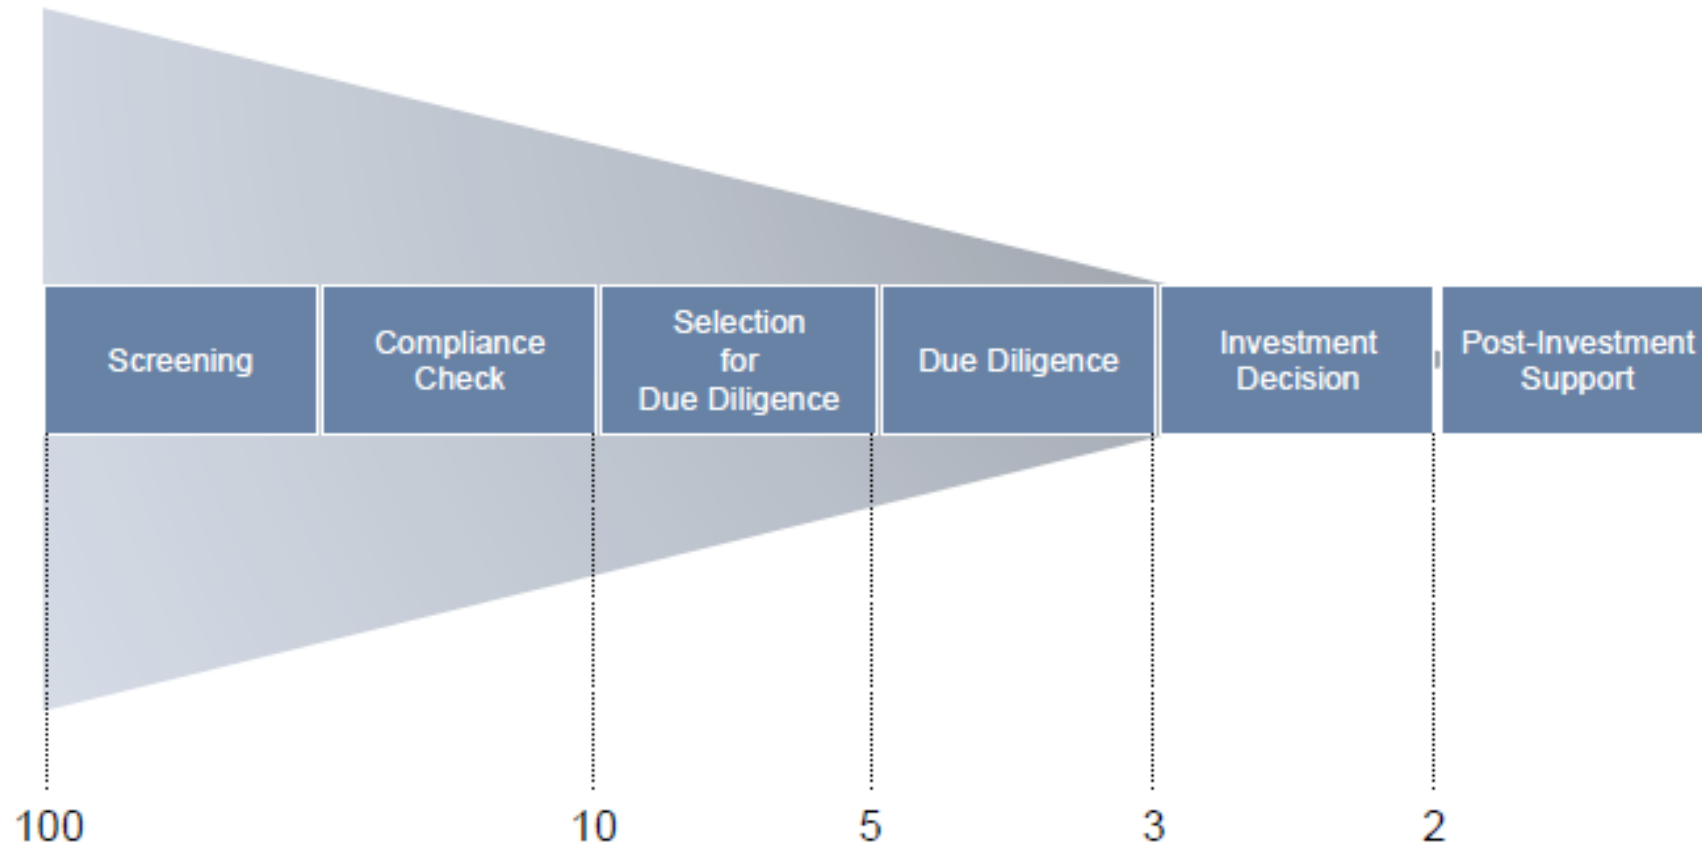 Screening
Compliance
Check
Selection
for
Due Diligence
Due Diligence
Investment
Decision
Post-Investment
Support
100
10
5
3
2